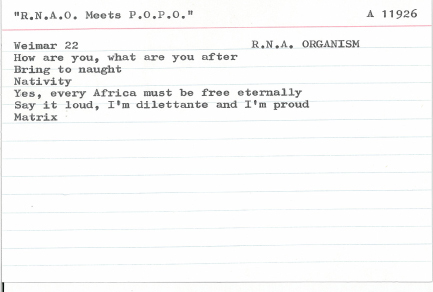 "R.N.A.O. Meets P.O.P.O." A 11926
Weimar 22 R.N.A. ORGANISM
How are you, what are you after
Bring to naught
Nativity
Yes, every Africa must be free eternally
Say it loud, I'm dilettante and I'm proud
Matrix